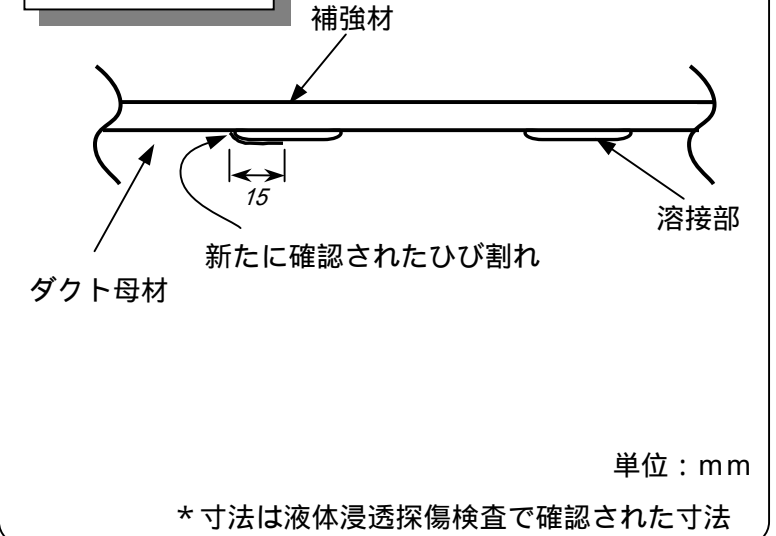 補強材
15
溶接部
新たに確認されたひび割れ
ダクト母材
単位：ｍｍ
*寸法は液体浸透探傷検査で確認された寸法